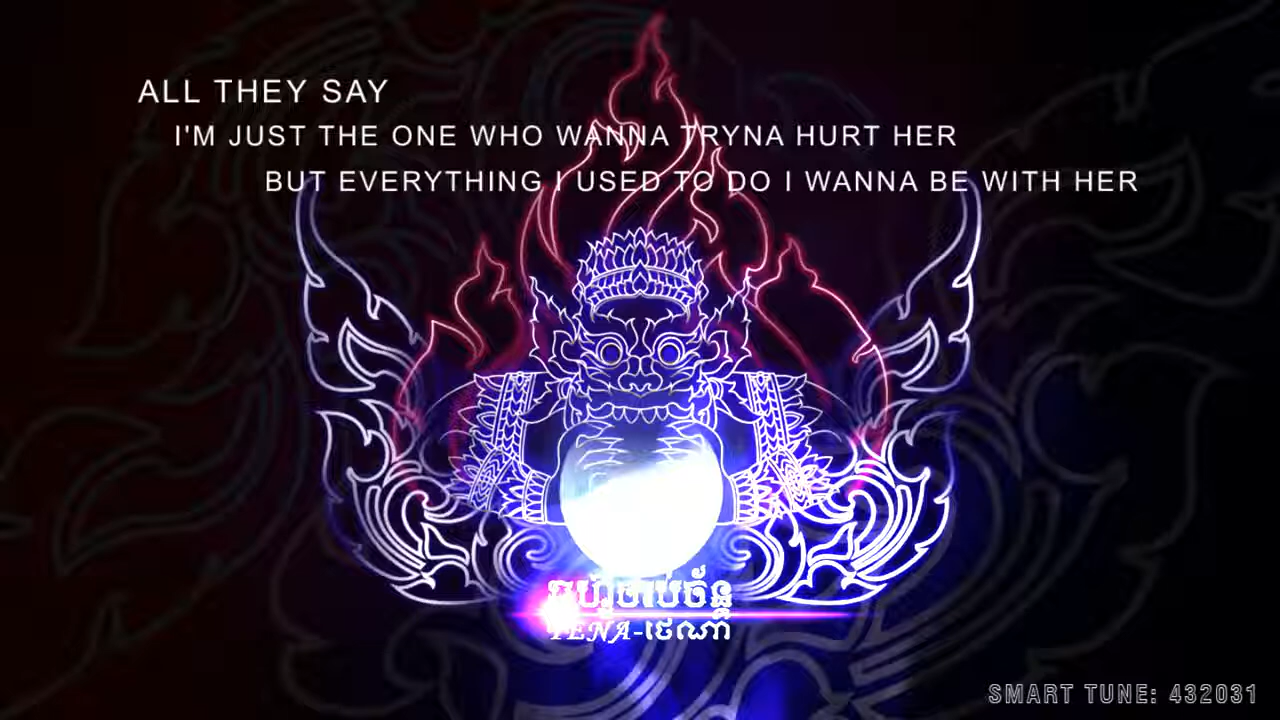 ALL THEY SAY
I'M JUST THE ONE WHO WANNA TRYNA HURT HER
BUT EVERYTHING I USED TO DO I WANNA BE WITH HER
TENA-ថេណា
SMART TUNE: 432031